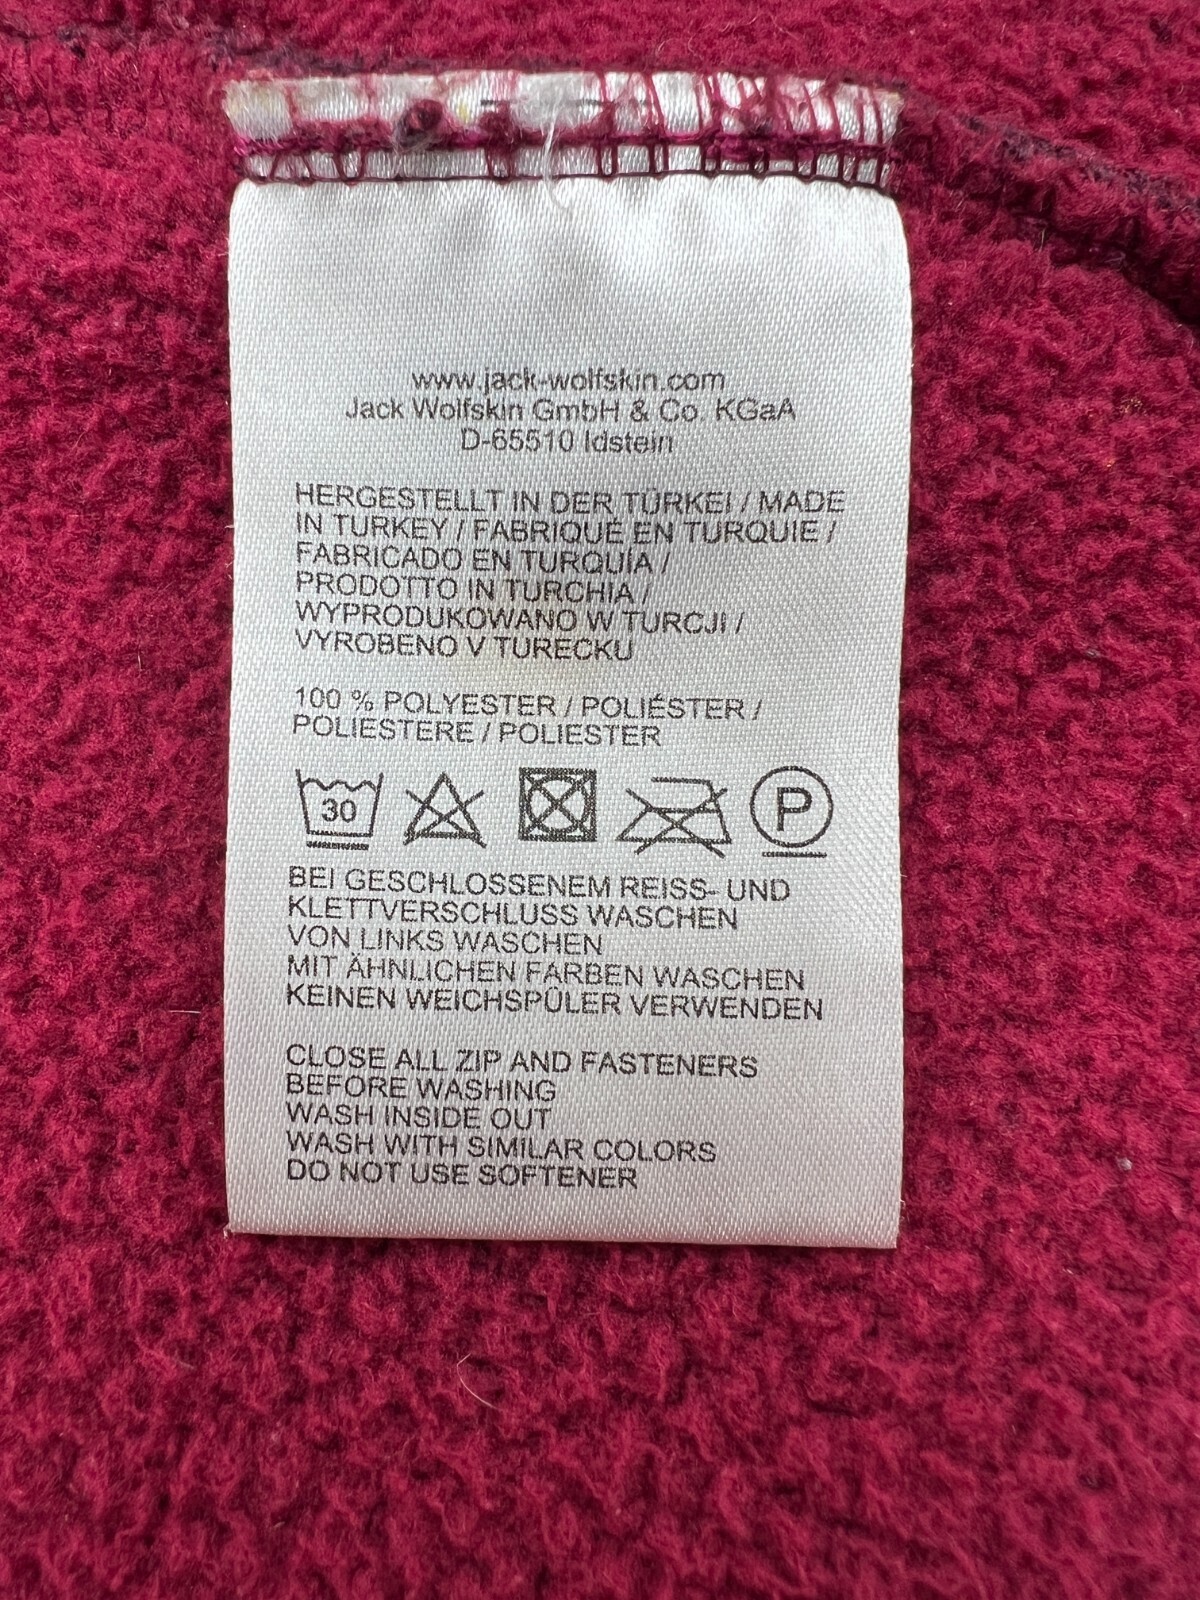 www.jack-wolfskin.com
Jack Wolfskin GmbH & Co. KGaA
D-65510 Idstein
HERGESTELLT IN DER TÜRKEI / MADE
IN TURKEY / FABRIQUÉ EN TURQUIE /
FABRICADO EN TURQUÍA /
PRODOTTO IN TURCHIA /
WYPRODUKOWANO W TURCJI /
VYROBENO V TURECKU
100 % POLYESTER / POLIÉSTER /
POLIESTERE / POLIESTER
30 P
BEI GESCHLOSSENEM REISS- UND
KLETTVERSCHLUSS WASCHEN
VON LINKS WASCHEN
MIT ÄHNLICHEN FARBEN WASCHEN
KEINEN WEICHSPÜLER VERWENDEN
CLOSE ALL ZIP AND FASTENERS
BEFORE WASHING
WASH INSIDE OUT
WASH WITH SIMILAR COLORS
DO NOT USE SOFTENER